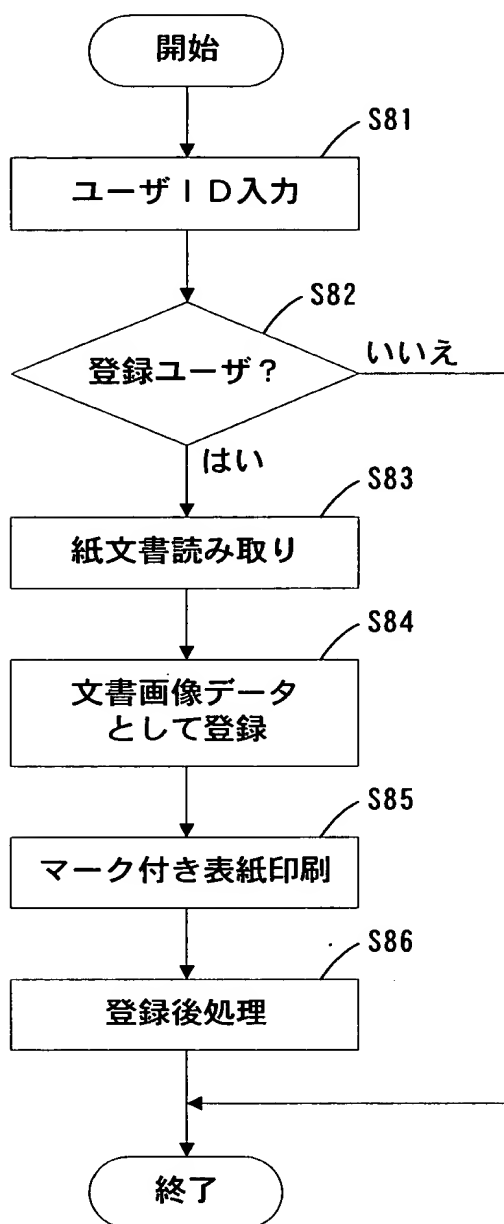 開始
S81
ユーザID入力
S82
登録ユーザ？
いいえ
はい
S83
紙文書読み取り
S84
文書画像データ
として登録
S85
マーク付き表紙印刷
S86
登録後処理
終了